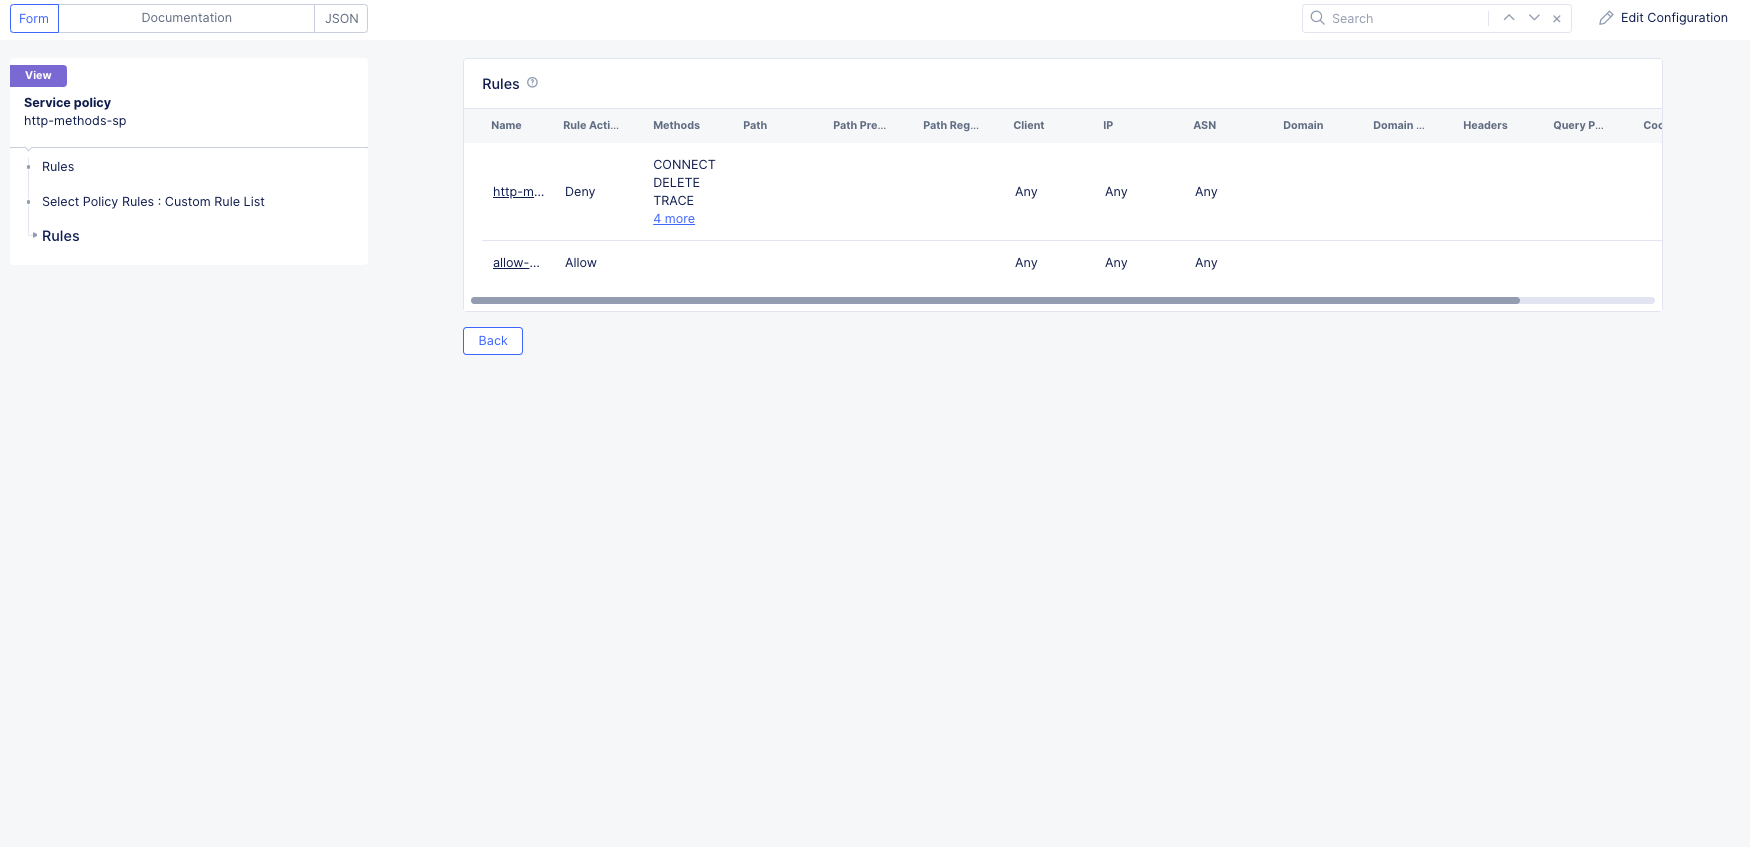 Form Documentation JSON Search Edit Configuration
View
Service policy
http-methods-sp
Rules
Select Policy Rules : Custom Rule List
Rules
Rules
Name Rule Acti... Methods Path Path Pre... Path Reg... Client IP ASN Domain Domain ... Headers Query P... Coo
http-m... Deny CONNECT DELETE TRACE 4 more Any Any Any
allow-... Allow Any Any Any
Back